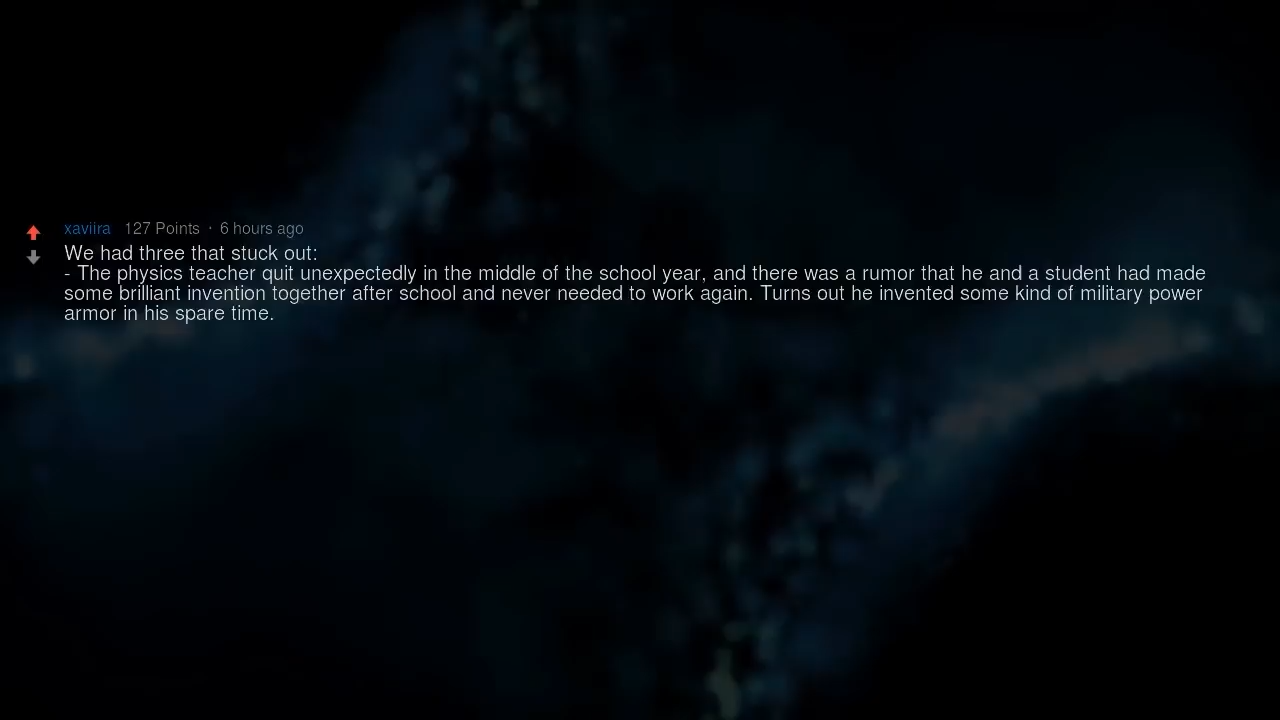 xaviira 127 Points · 6 hours ago
We had three that stuck out:
- The physics teacher quit unexpectedly in the middle of the school year, and there was a rumor that he and a student had made
some brilliant invention together after school and never needed to work again. Turns out he invented some kind of military power
armor in his spare time.